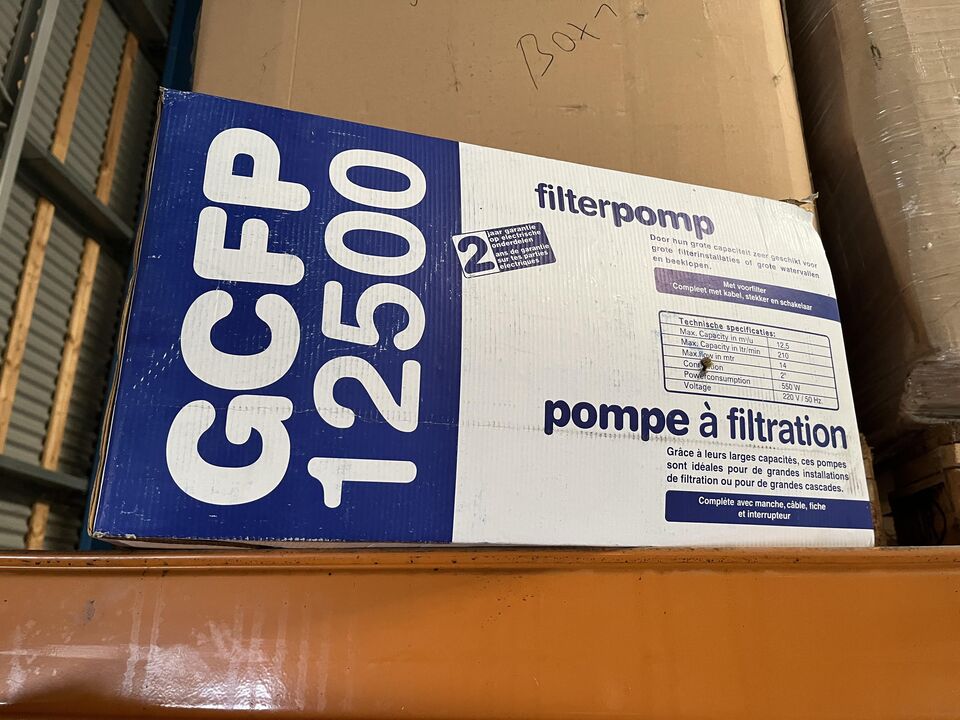 Box
GCFP
12500
filterpomp
2 jaar garantie
op electrische
onderdelen
ans de garantie
sur les parties
électriques
Door hun grote capaciteit zeer geschikt voor
grote filterinstallaties of grote watervallen
en beeklopen.
Met voorfilter
Compleet met kabel, stekker en schakelaar
Technische specificaties:
Max. Capacity in m³/u 12,5
Max. Capacity in ltr/min 210
Max. flow in mtr 14
2"
Powerconsumption 550 W
Voltage 220 V / 50 Hz.
pompe à filtration
Grâce à leurs larges capacités, ces pompes
sont idéales pour de grandes installations
de filtration ou pour de grandes cascades.
Complète avec manche, câble, fiche
et interrupteur